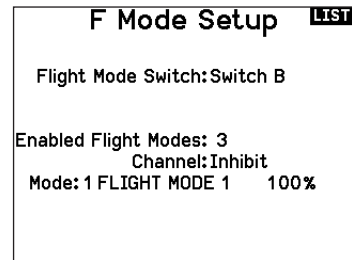 F Mode Setup LIST
Flight Mode Switch: Switch B
Enabled Flight Modes: 3
Channel: Inhibit
Mode: 1 FLIGHT MODE 1 100%